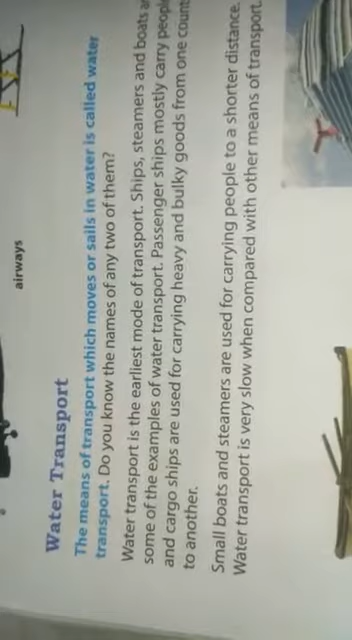 airways
Water Transport
The means of transport which moves or sails in water is called water
transport. Do you know the names of any two of them?
Water transport is the earliest mode of transport. Ships, steamers and boats
some of the examples of water transport. Passenger ships mostly carry
and cargo ships are used for carrying heavy and bulky goods from one
to another.
Small boats and steamers are used for carrying people to a shorter distance.
Water transport is very slow when compared with other means of transport.